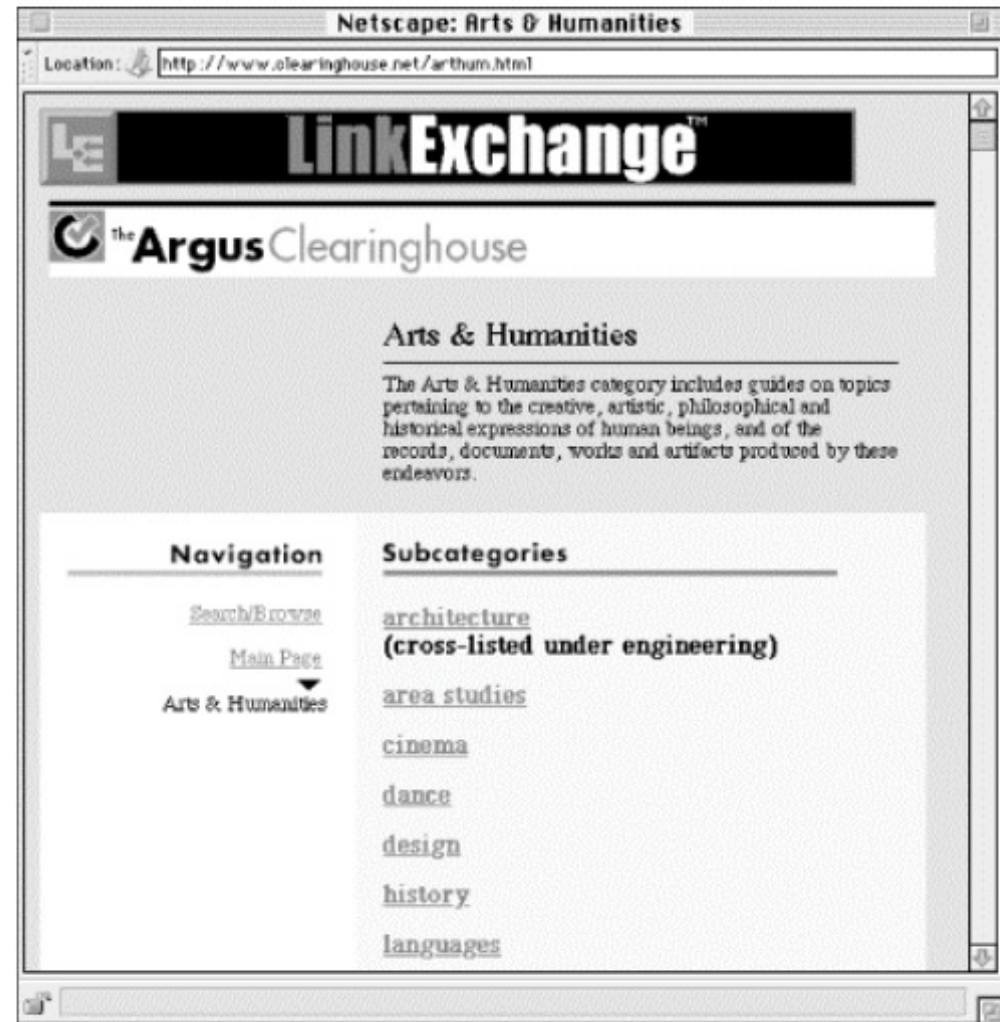 Netscape: Arts & Humanities
Location: http://www.clearinghouse.net/arthum.html
LE LinkExchange™
The Argus Clearinghouse
Arts & Humanities
The Arts & Humanities category includes guides on topics
pertaining to the creative, artistic, philosophical and
historical expressions of human beings, and of the
records, documents, works and artifacts produced by these
endeavors.
Navigation
Search/Browse
Main Page
Arts & Humanities
Subcategories
architecture
(cross-listed under engineering)
area studies
cinema
dance
design
history
languages